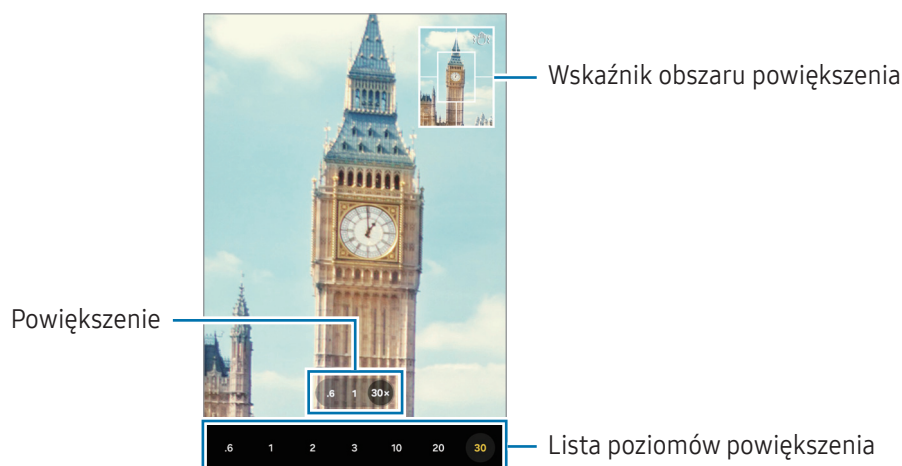 Wskaźnik obszaru powiększenia
Powiększenie
.6 1 30×
.6 1 2 3 10 20 30
Lista poziomów powiększenia